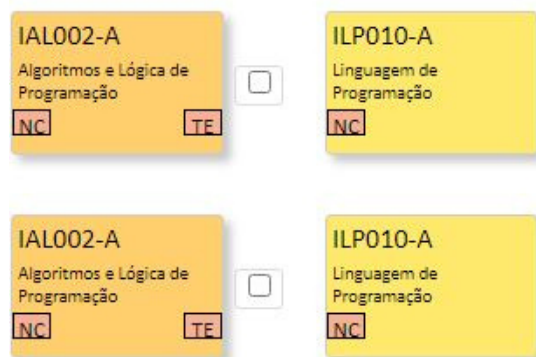 IAL002-A
Algoritmos e Lógica de
Programação
NC TE
ILP010-A
Linguagem de
Programação
NC
IAL002-A
Algoritmos e Lógica de
Programação
NC TE
ILP010-A
Linguagem de
Programação
NC